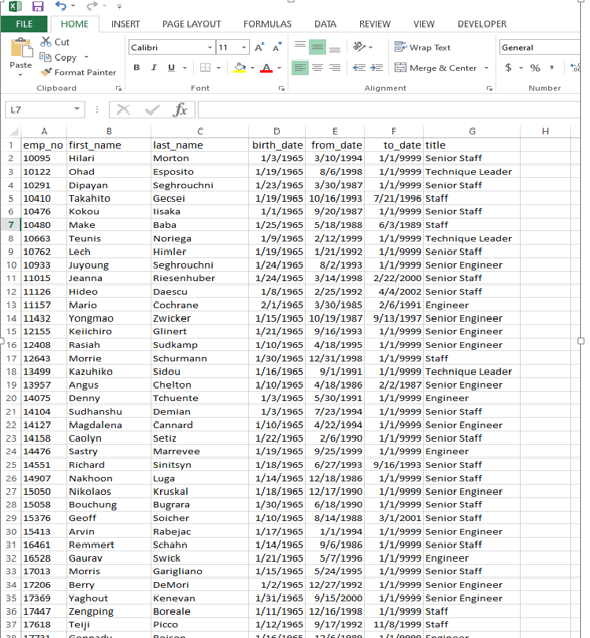 FILE HOME INSERT PAGE LAYOUT FORMULAS DATA REVIEW VIEW DEVELOPER
Cut
Copy
Paste
Format Painter
Calibri 11 A A Wrap Text General
B I U A Merge & Center $ % ,
Clipboard Font Alignment Number
L7 fx
A B C D E F G H
1 emp_no first_name last_name birth_date from_date to_date title
2 10095 Hilari Morton 1/3/1965 3/10/1994 1/1/9999 Senior Staff
3 10122 Ohad Esposito 1/19/1965 8/6/1998 1/1/9999 Technique Leader
4 10291 Dipayan Seghrouchni 1/23/1965 3/30/1987 1/1/9999 Senior Staff
5 10410 Takahito Gecsei 1/19/1965 10/16/1993 7/21/1996 Staff
6 10476 Kokou Iisaka 1/1/1965 9/20/1987 1/1/9999 Senior Staff
7 10480 Make Baba 1/25/1965 5/18/1988 6/3/1989 Staff
8 10663 Teunis Noriega 1/9/1965 2/12/1999 1/1/9999 Technique Leader
9 10762 Lech Himler 1/19/1965 1/21/1992 1/1/9999 Senior Staff
10 10933 Juyoung Seghrouchni 1/24/1965 8/2/1993 1/1/9999 Senior Engineer
11 11015 Jeanna Riesenhuber 1/24/1965 3/14/1998 2/22/2000 Senior Staff
12 11126 Hideo Daescu 1/8/1965 2/25/1992 4/4/2002 Senior Staff
13 11157 Mario Cochrane 2/1/1965 3/30/1985 2/6/1991 Engineer
14 11432 Yongmao Zwicker 1/15/1965 10/19/1987 9/13/1997 Senior Engineer
15 12155 Keiichiro Glinert 1/21/1965 9/16/1993 1/1/9999 Senior Engineer
16 12408 Rasiah Sudkamp 1/10/1965 4/18/1995 1/1/9999 Senior Engineer
17 12643 Morrie Schurmann 1/30/1965 12/31/1998 1/1/9999 Staff
18 13499 Kazuhiko Sidou 1/16/1965 9/1/1991 1/1/9999 Technique Leader
19 13957 Angus Chelton 1/10/1965 4/18/1986 2/2/1987 Senior Engineer
20 14075 Denny Tchuente 1/3/1965 5/30/1991 1/1/9999 Engineer
21 14104 Sudhanshu Demian 1/3/1965 7/23/1994 1/1/9999 Senior Staff
22 14127 Magdalena Cannard 1/10/1965 4/22/1994 1/1/9999 Senior Engineer
23 14158 Caolyn Setiz 1/22/1965 2/6/1990 1/1/9999 Senior Staff
24 14476 Sastry Marrevee 1/19/1965 9/25/1999 1/1/9999 Engineer
25 14551 Richard Sinitsyn 1/18/1965 6/27/1993 9/16/1993 Senior Staff
26 14907 Nakhoon Luga 1/14/1965 12/18/1986 1/1/9999 Senior Staff
27 15050 Nikolaos Kruskal 1/18/1965 12/17/1990 1/1/9999 Senior Engineer
28 15058 Bouchung Bugrara 1/30/1965 6/18/1990 1/1/9999 Senior Staff
29 15376 Geoff Soicher 1/10/1965 8/14/1988 3/1/2001 Senior Staff
30 15413 Arvin Rabejac 1/17/1965 1/1/1994 1/1/9999 Senior Engineer
31 16461 Remmert Schahn 1/14/1965 9/6/1986 1/1/9999 Senior Staff
32 16528 Gaurav Swick 1/21/1965 5/7/1996 1/1/9999 Engineer
33 17013 Morris Garigliano 1/15/1965 5/24/1995 1/1/9999 Senior Staff
34 17206 Berry DeMori 1/2/1965 12/27/1992 1/1/9999 Senior Engineer
35 17369 Yaghout Kenevan 1/31/1965 9/15/2000 1/1/9999 Senior Engineer
36 17447 Zengping Boreale 1/11/1965 12/16/1998 1/1/9999 Staff
37 17618 Teiji Picco 1/12/1965 9/17/1992 11/8/1999 Staff